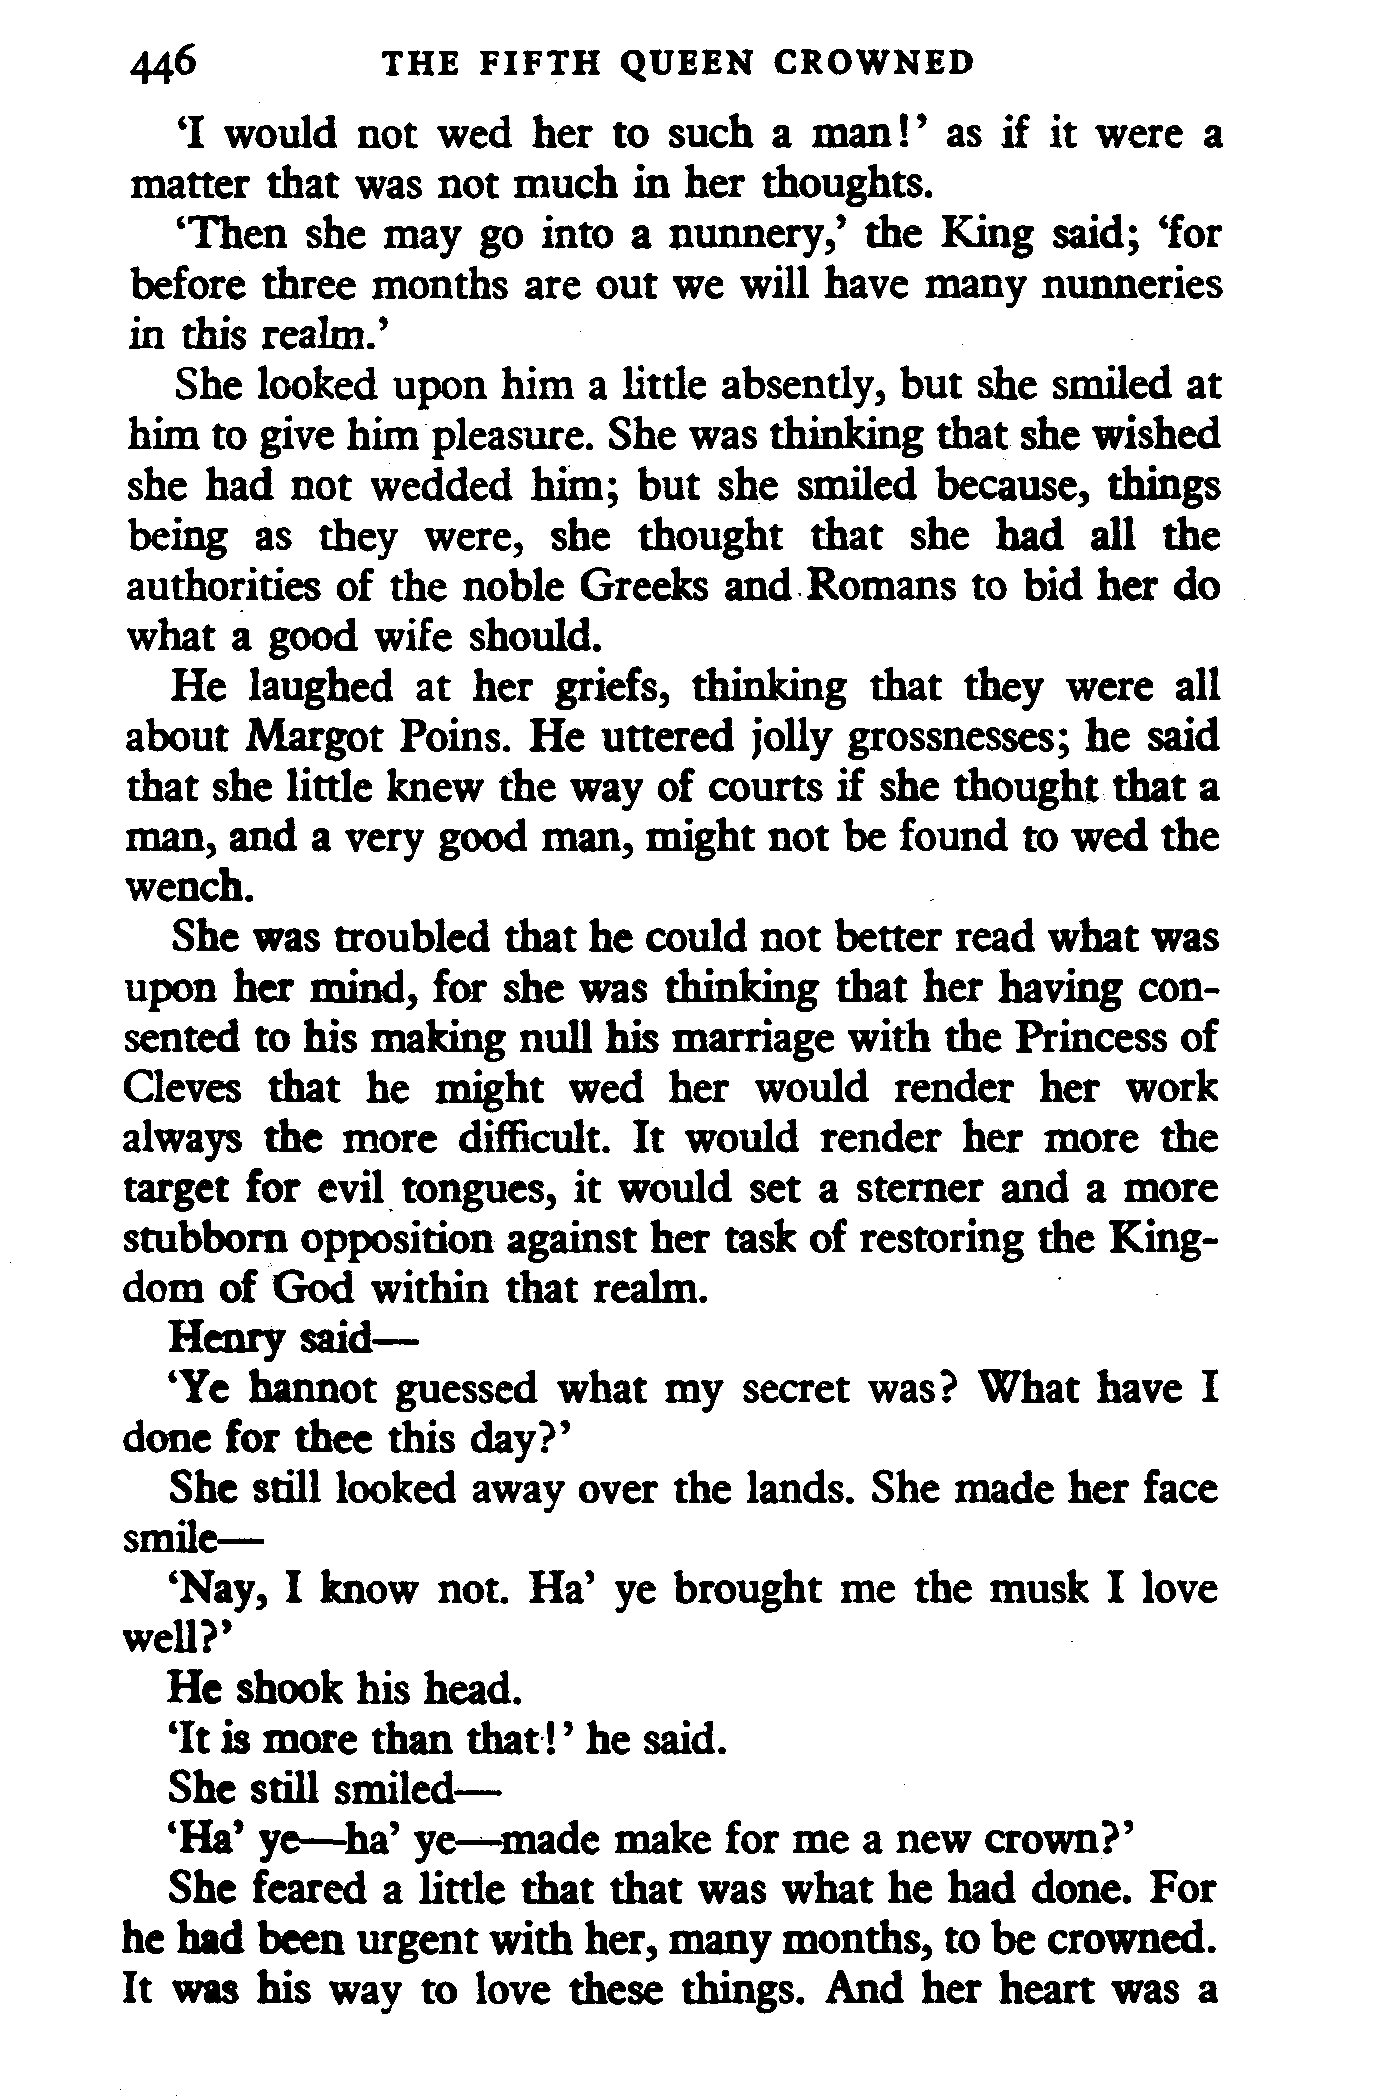 446 THE FIFTH QUEEN CROWNED
‘I would not wed her to such a man!’ as if it were a
matter that was not much in her thoughts.
‘Then she may go into a nunnery,’ the King said; ‘for
before three months are out we will have many nunneries
in this realm.’
She looked upon him a little absently, but she smiled at
him to give him pleasure. She was thinking that she wished
she had not wedded him; but she smiled because, things
being as they were, she thought that she had all the
authorities of the noble Greeks and Romans to bid her do
what a good wife should.
He laughed at her griefs, thinking that they were all
about Margot Poins. He uttered jolly grossnesses; he said
that she little knew the way of courts if she thought that a
man, and a very good man, might not be found to wed the
wench.
She was troubled that he could not better read what was
upon her mind, for she was thinking that her having con-
sented to his making null his marriage with the Princess of
Cleves that he might wed her would render her work
always the more difficult. It would render her more the
target for evil tongues, it would set a sterner and a more
stubborn opposition against her task of restoring the King-
dom of God within that realm.
Henry said—
‘Ye hannot guessed what my secret was? What have I
done for thee this day?’
She still looked away over the lands. She made her face
smile—
‘Nay, I know not. Ha’ ye brought me the musk I love
well?’
He shook his head.
‘It is more than that!’ he said.
She still smiled—
‘Ha’ ye—ha’ ye—made make for me a new crown?’
She feared a little that that was what he had done. For
he had been urgent with her, many months, to be crowned.
It was his way to love these things. And her heart was a